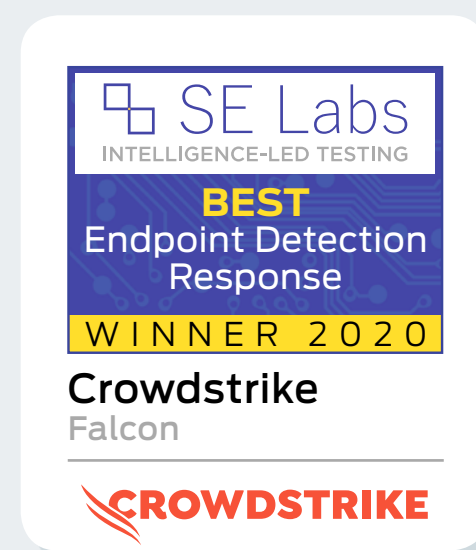 SE Labs
INTELLIGENCE-LED TESTING
BEST
Endpoint Detection
Response
WINNER 2020
Crowdstrike
Falcon
CROWDSTRIKE